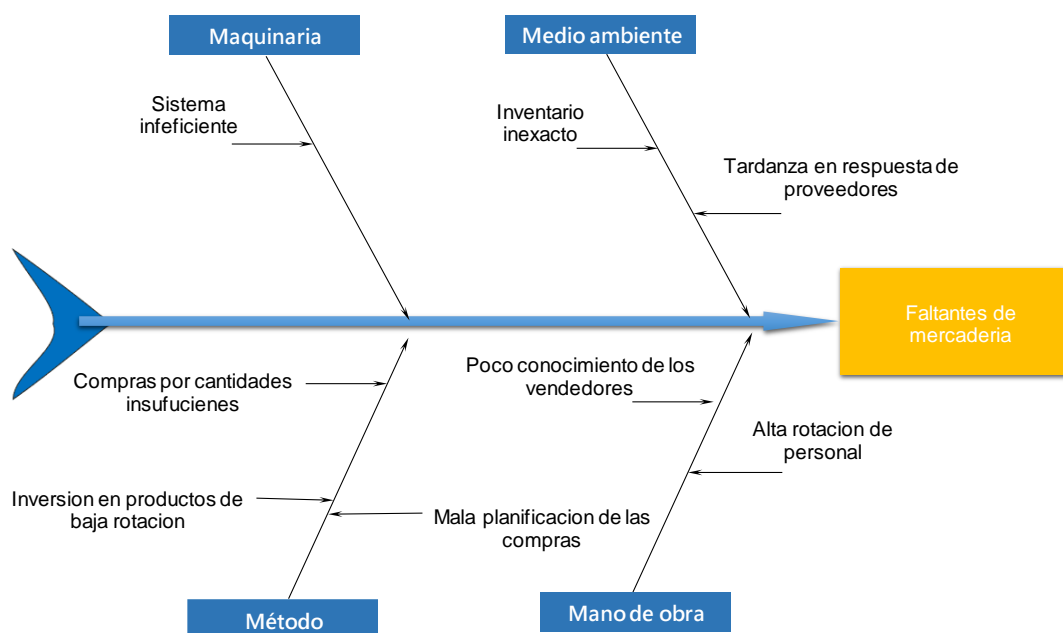 Maquinaria
Medio ambiente
Sistema
infeficiente
Inventario
inexacto
Tardanza en respuesta de
proveedores
Faltantes de
mercaderia
Compras por cantidades
insufucienes
Poco conocimiento de los
vendedores
Alta rotacion de
personal
Inversion en productos de
baja rotacion
Mala planificacion de las
compras
Método
Mano de obra